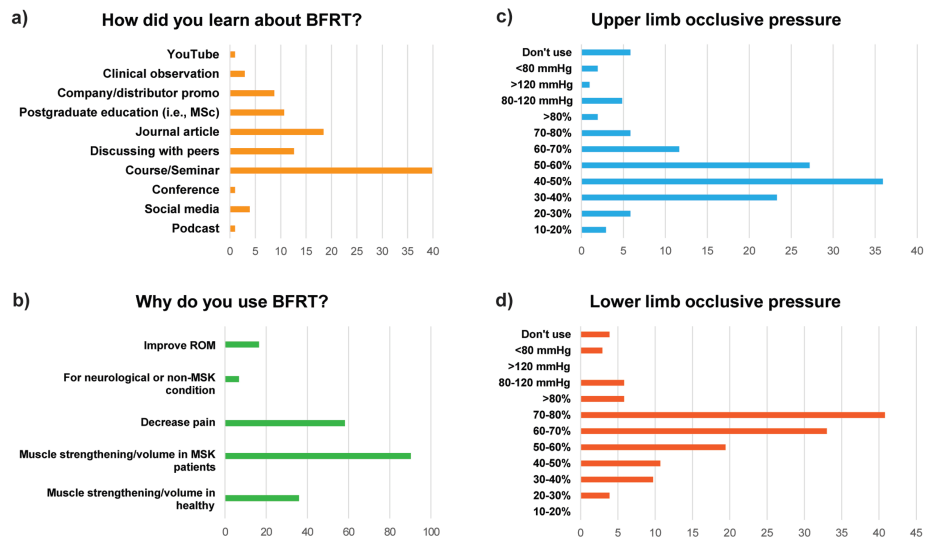 a)
How did you learn about BFRT?
YouTube
Clinical observation
Company/distributor promo
Postgraduate education (i.e., MSc)
Journal article
Discussing with peers
Course/Seminar
Conference
Social media
Podcast
0 5 10 15 20 25 30 35 40
c)
Upper limb occlusive pressure
Don't use
<80 mmHg
>120 mmHg
80-120 mmHg
>80%
70-80%
60-70%
50-60%
40-50%
30-40%
20-30%
10-20%
0 5 10 15 20 25 30 35 40
b)
Why do you use BFRT?
Improve ROM
For neurological or non-MSK
condition
Decrease pain
Muscle strengthening/volume in MSK
patients
Muscle strengthening/volume in
healthy
0 20 40 60 80 100
d)
Lower limb occlusive pressure
Don't use
<80 mmHg
>120 mmHg
80-120 mmHg
>80%
70-80%
60-70%
50-60%
40-50%
30-40%
20-30%
10-20%
0 5 10 15 20 25 30 35 40 45